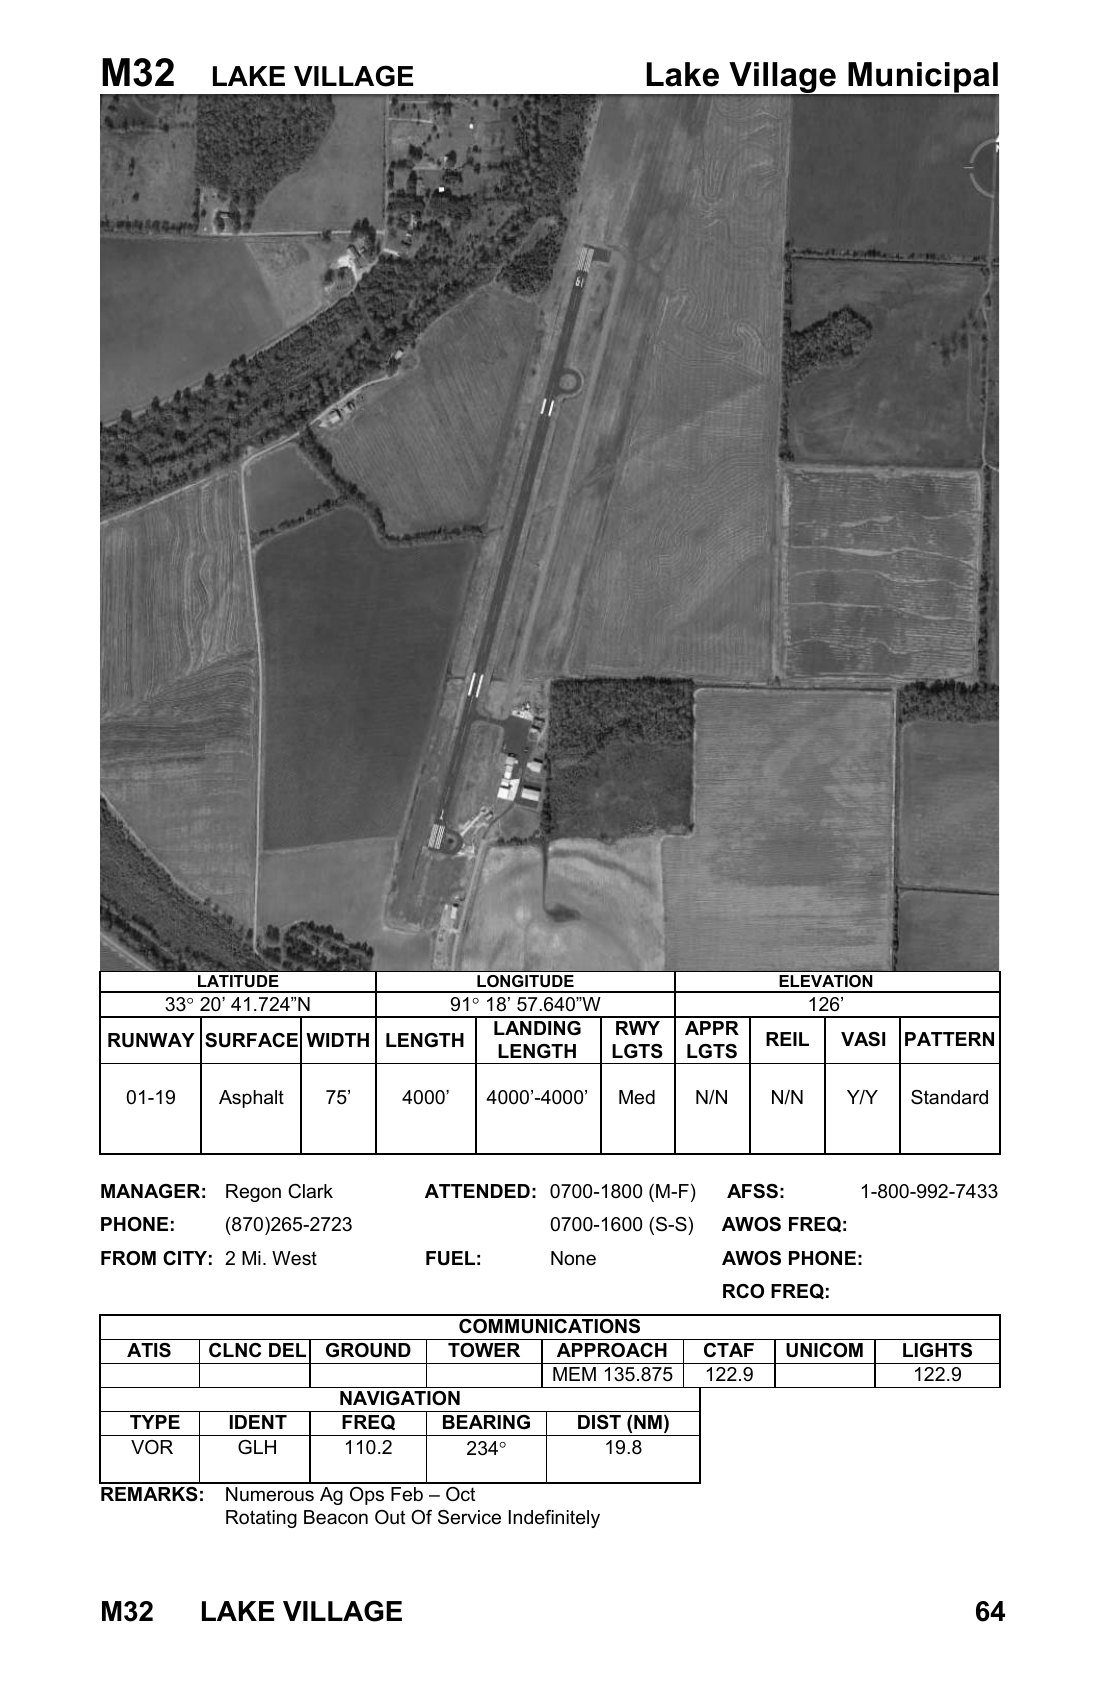 M32 LAKE VILLAGE Lake Village Municipal
LATITUDE LONGITUDE ELEVATION
33° 20’ 41.724”N 91° 18’ 57.640”W 126’
RUNWAY SURFACE WIDTH LENGTH LANDING LENGTH RWY LGTS APPR LGTS REIL VASI PATTERN
01-19 Asphalt 75’ 4000’ 4000’-4000’ Med N/N N/N Y/Y Standard
MANAGER: Regon Clark ATTENDED: 0700-1800 (M-F) AFSS: 1-800-992-7433
PHONE: (870)265-2723 0700-1600 (S-S) AWOS FREQ:
FROM CITY: 2 Mi. West FUEL: None AWOS PHONE:
RCO FREQ:
COMMUNICATIONS
ATIS CLNC DEL GROUND TOWER APPROACH CTAF UNICOM LIGHTS
MEM 135.875 122.9 122.9
NAVIGATION
TYPE IDENT FREQ BEARING DIST (NM)
VOR GLH 110.2 234° 19.8
REMARKS: Numerous Ag Ops Feb – Oct
Rotating Beacon Out Of Service Indefinitely
M32 LAKE VILLAGE 64